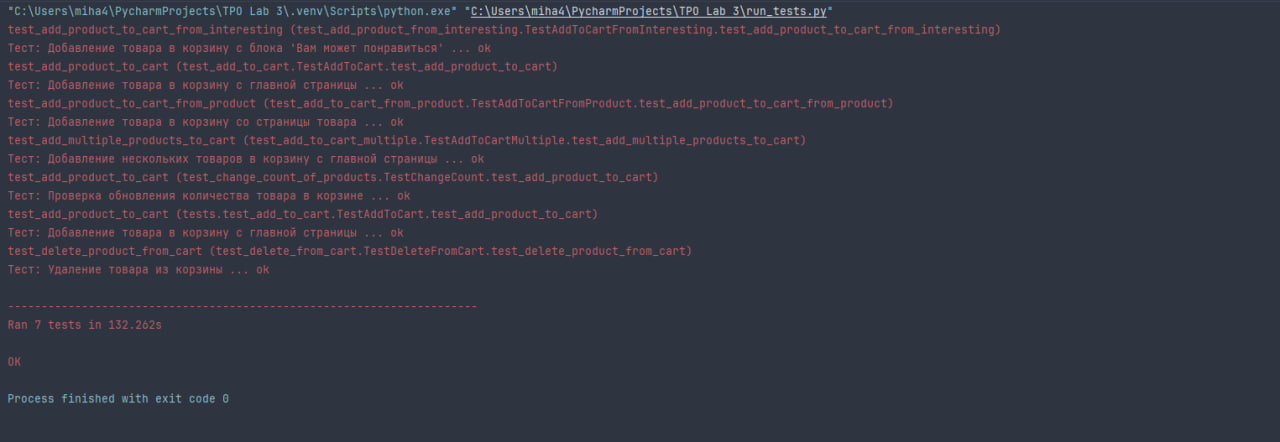 "C:\Users\miha4\PycharmProjects\TPO Lab 3\.venv\Scripts\python.exe" "C:\Users\miha4\PycharmProjects\TPO Lab 3\run_tests.py"
test_add_product_to_cart_from_interesting (test_add_product_from_interesting.TestAddToCartFromInteresting.test_add_product_to_cart_from_interesting)
Тест: Добавление товара в корзину с блока 'Вам может понравиться' ... ok
test_add_product_to_cart (test_add_to_cart.TestAddToCart.test_add_product_to_cart)
Тест: Добавление товара в корзину с главной страницы ... ok
test_add_product_to_cart_from_product (test_add_to_cart_from_product.TestAddToCartFromProduct.test_add_product_to_cart_from_product)
Тест: Добавление товара в корзину со страницы товара ... ok
test_add_multiple_products_to_cart (test_add_to_cart_multiple.TestAddToCartMultiple.test_add_multiple_products_to_cart)
Тест: Добавление нескольких товаров в корзину с главной страницы ... ok
test_add_product_to_cart (test_change_count_of_products.TestChangeCount.test_add_product_to_cart)
Тест: Проверка обновления количества товара в корзине ... ok
test_add_product_to_cart (tests.test_add_to_cart.TestAddToCart.test_add_product_to_cart)
Тест: Добавление товара в корзину с главной страницы ... ok
test_delete_product_from_cart (test_delete_from_cart.TestDeleteFromCart.test_delete_product_from_cart)
Тест: Удаление товара из корзины ... ok
----------------------------------------------------------------------
Ran 7 tests in 132.262s
OK
Process finished with exit code 0